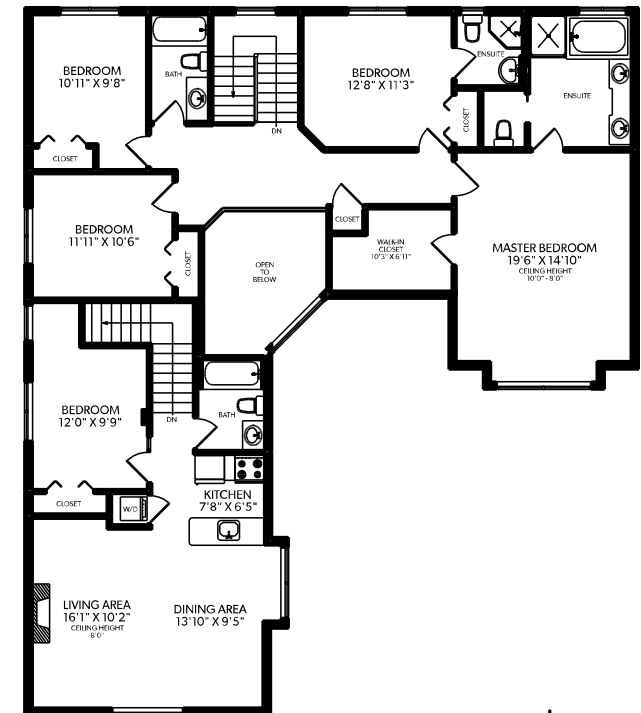 BEDROOM
10'11" X 9'8"
BATH
DN
BEDROOM
12'8" X 11'3"
ENSUITE
ENSUITE
CLOSET
CLOSET
BEDROOM
11'11" X 10'6"
CLOSET
OPEN
TO
BELOW
CLOSET
WALK-IN
CLOSET
10'3" X 6'11"
MASTER BEDROOM
19'6" X 14'10"
CEILING HEIGHT
10'0" - 8'0"
BEDROOM
12'0" X 9'9"
DN
BATH
CLOSET
W/D
KITCHEN
7'8" X 6'5"
LIVING AREA
16'1" X 10'2"
CEILING HEIGHT
8'0"
DINING AREA
13'10" X 9'5"